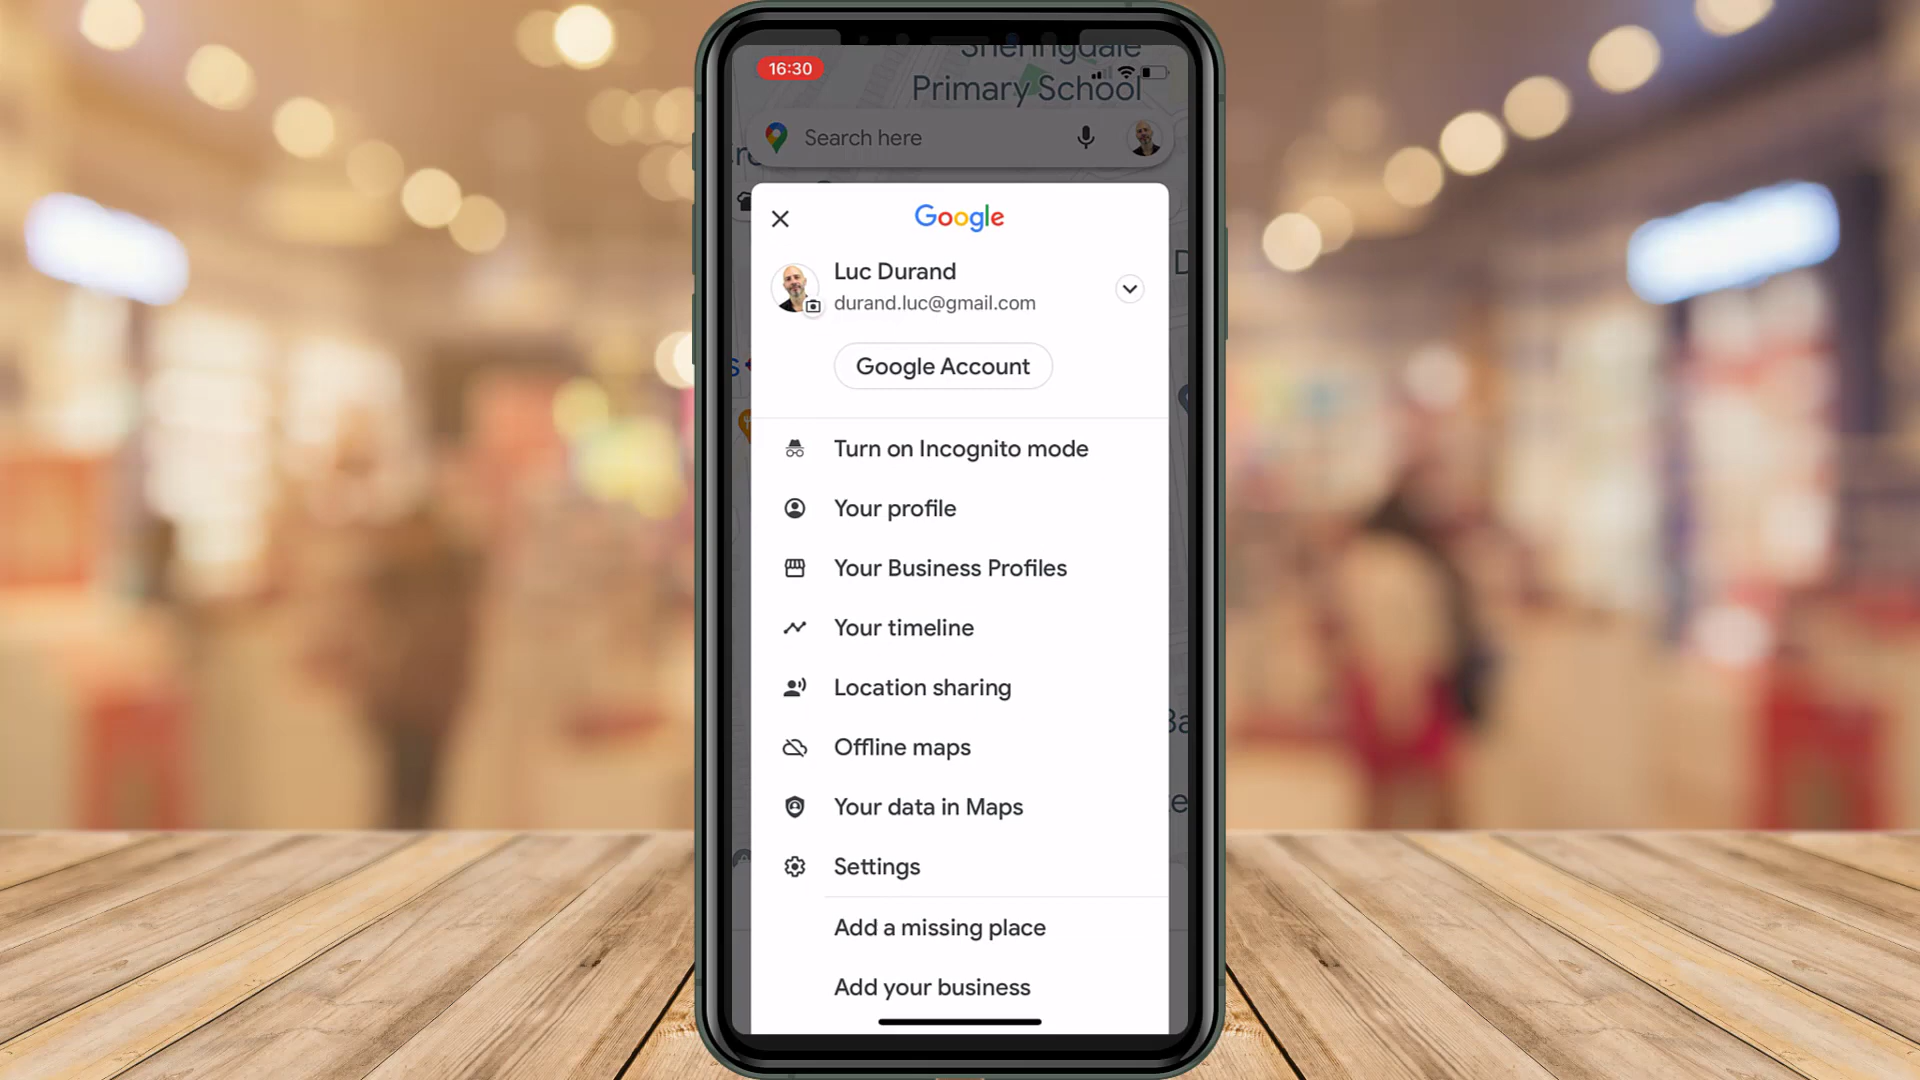 Sheringdale
Primary School
16:30
Search here
Google
Luc Durand
durand.luc@gmail.com
Google Account
Turn on Incognito mode
Your profile
Your Business Profiles
Your timeline
Location sharing
Offline maps
Your data in Maps
Settings
Add a missing place
Add your business